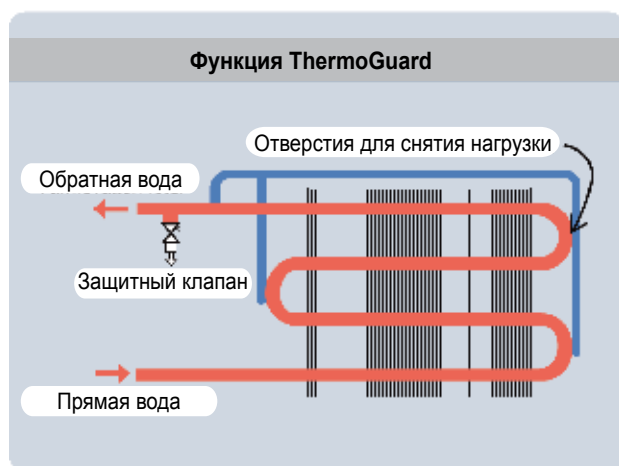 Функция ThermoGuard
Отверстия для снятия нагрузки
Обратная вода
Защитный клапан
Прямая вода